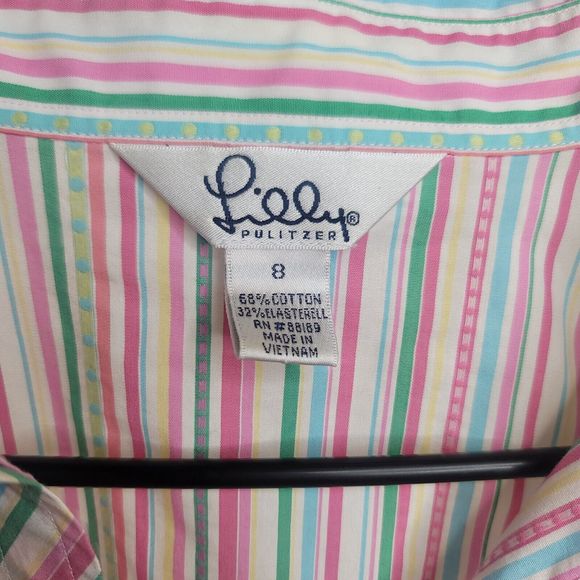 Lilly®
PULITZER
8
68% COTTON
32% ELASTERELL
RN #88189
MADE IN
VIETNAM